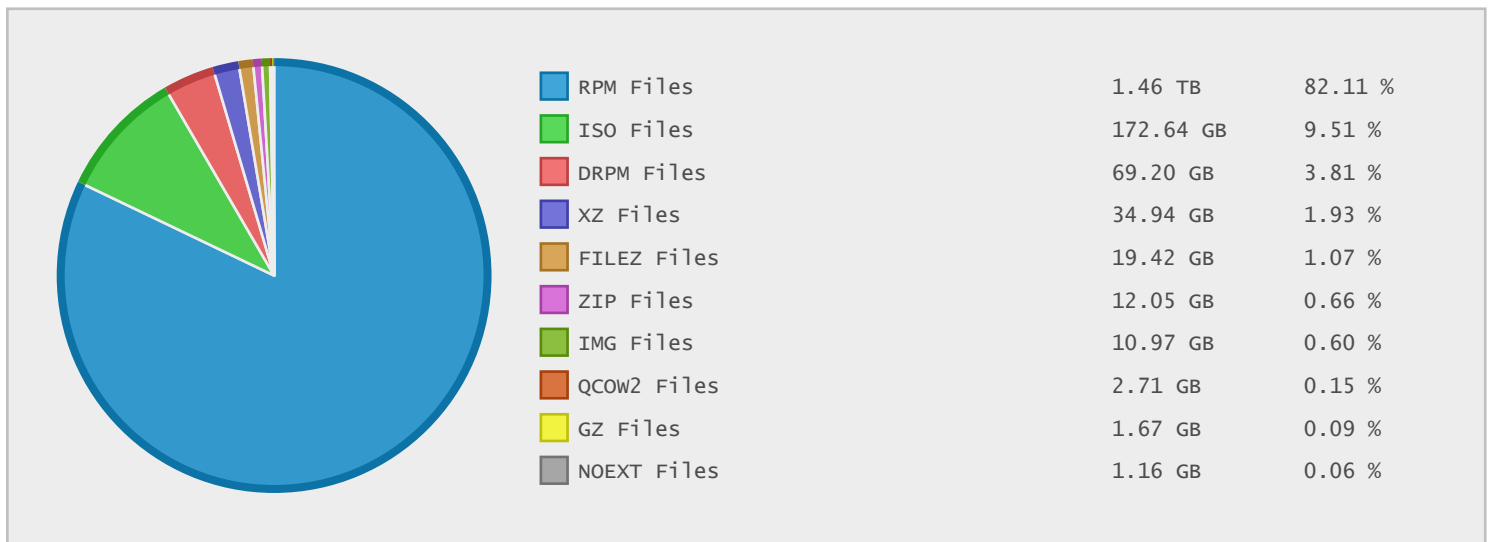 RPM Files 1.46 TB 82.11 %
ISO Files 172.64 GB 9.51 %
DRPM Files 69.20 GB 3.81 %
XZ Files 34.94 GB 1.93 %
FILEZ Files 19.42 GB 1.07 %
ZIP Files 12.05 GB 0.66 %
IMG Files 10.97 GB 0.60 %
QCOW2 Files 2.71 GB 0.15 %
GZ Files 1.67 GB 0.09 %
NOEXT Files 1.16 GB 0.06 %